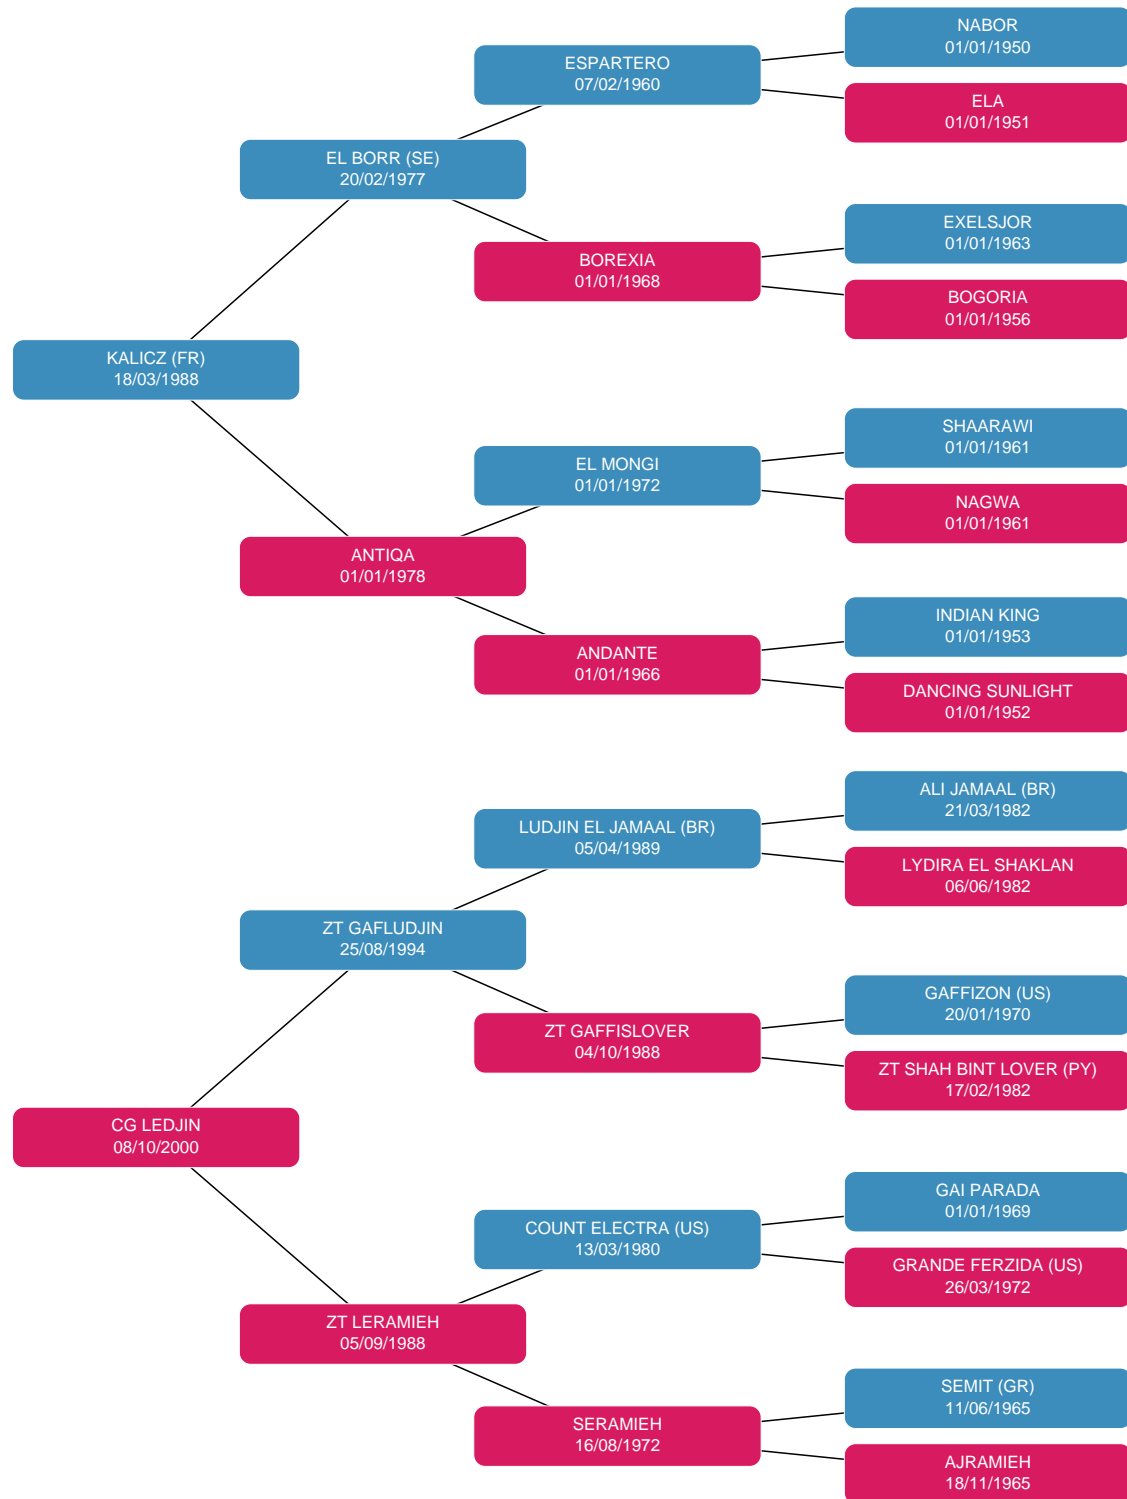 NABOR
01/01/1950
ESPARTERO
07/02/1960
ELA
01/01/1951
EL BORR (SE)
20/02/1977
EXELSJOR
01/01/1963
BOREXIA
01/01/1968
BOGORIA
01/01/1956
KALICZ (FR)
18/03/1988
SHAARAWI
01/01/1961
EL MONGI
01/01/1972
NAGWA
01/01/1961
ANTIQA
01/01/1978
INDIAN KING
01/01/1953
ANDANTE
01/01/1966
DANCING SUNLIGHT
01/01/1952
ALI JAMAAL (BR)
21/03/1982
LUDJIN EL JAMAAL (BR)
05/04/1989
LYDIRA EL SHAKLAN
06/06/1982
ZT GAFLUDJIN
25/08/1994
GAFFIZON (US)
20/01/1970
ZT GAFFISLOVER
04/10/1988
ZT SHAH BINT LOVER (PY)
17/02/1982
CG LEDJIN
08/10/2000
GAI PARADA
01/01/1969
COUNT ELECTRA (US)
13/03/1980
GRANDE FERZIDA (US)
26/03/1972
ZT LERAMIEH
05/09/1988
SEMIT (GR)
11/06/1965
SERAMIEH
16/08/1972
AJRAMIEH
18/11/1965